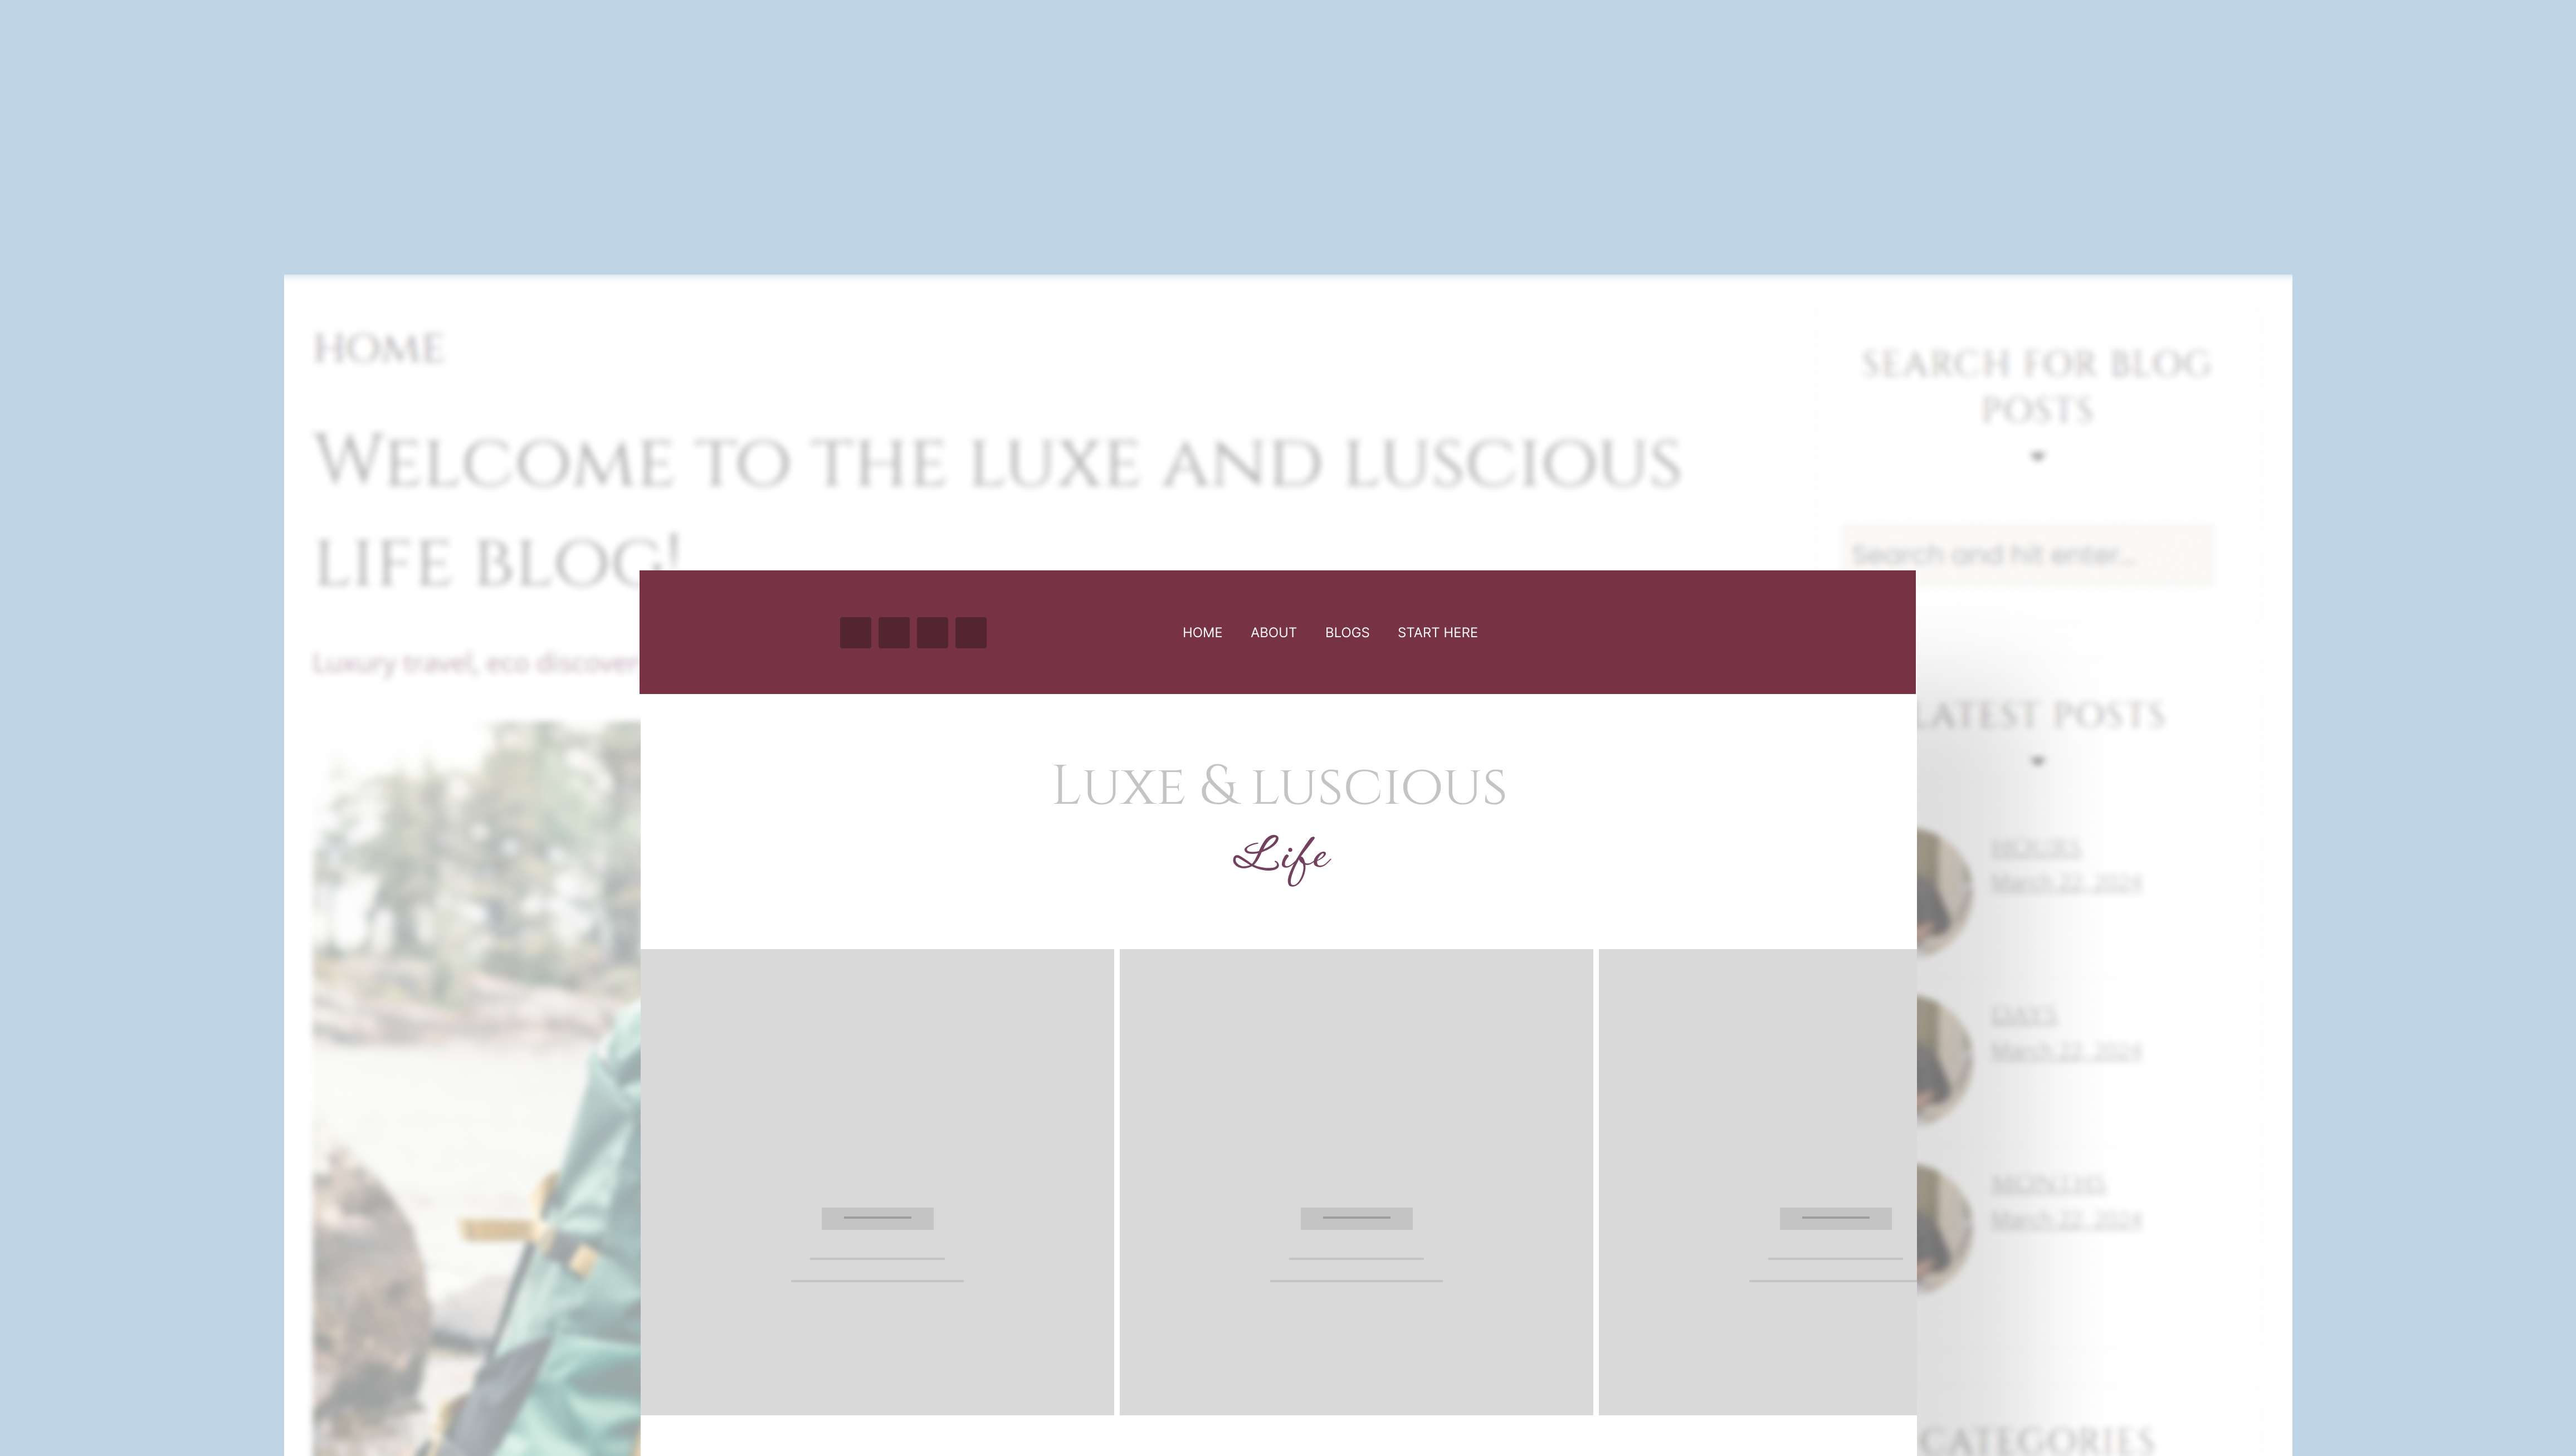 HOME
WELCOME TO THE LUXE AND LUSCIOUS
LIFE BLOG!
Luxury travel, eco
SEARCH FOR BLOG
POSTS
Search and hit enter...
HOME ABOUT BLOGS START HERE
LUXE & LUSCIOUS
Life
LATEST POSTS
HOURS
March 22, 2024
DAYS
March 22, 2024
MONTHS
March 22, 2024
CATEGORIES